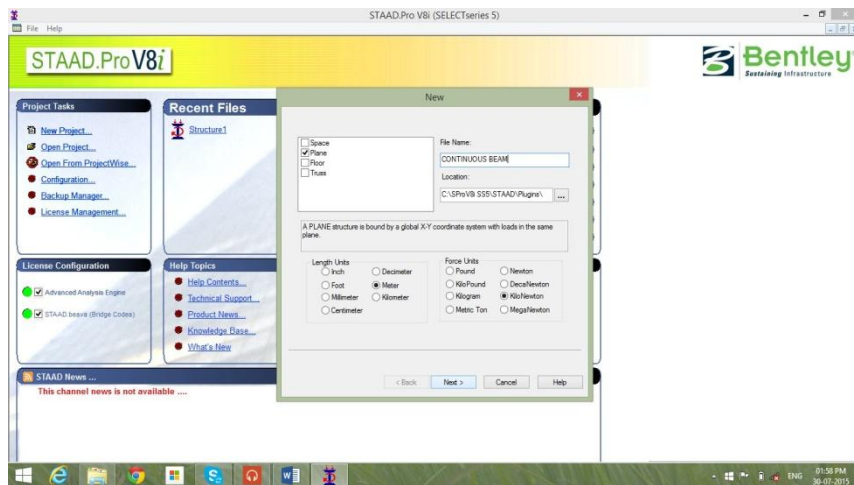 STAAD.Pro V8i (SELECTseries 5)
File Help
STAAD.Pro V8i
Bentley
Sustaining Infrastructure
Project Tasks
New Project...
Open Project...
Open From ProjectWise...
Configuration...
Backup Manager...
License Management...
Recent Files
Structure1
License Configuration
Advanced Analysis Engine
STAAD.beava (Bridge Codes)
Help Topics
Help Contents...
Technical Support...
Product News...
Knowledge Base...
What's New
STAAD News ...
This channel news is not available ....
New
Space
Plane
Floor
Truss
File Name:
CONTINUOUS BEAM
Location:
C:\SProV8i SS5\STAAD\Plugins\
...
A PLANE structure is bound by a global X-Y coordinate system with loads in the same
plane.
Length Units
Inch Decimeter
Foot Meter
Millimeter Kilometer
Centimeter
Force Units
Pound Newton
KiloPound DecaNewton
Kilogram KiloNewton
Metric Ton MegaNewton
< Back Next > Cancel Help
ENG
01:58 PM
30-07-2015